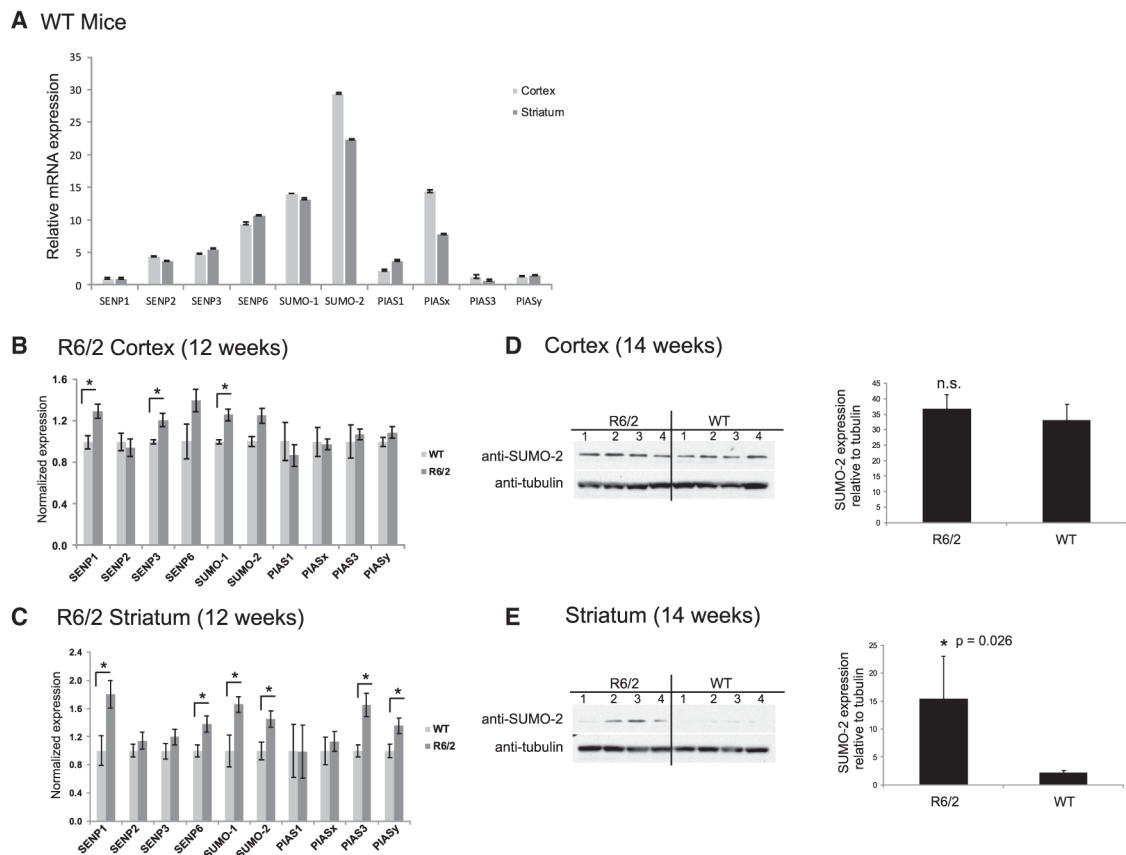 A WT Mice
Relative mRNA expression
35
30
25
20
15
10
5
0
Cortex
Striatum
SENP1 SENP2 SENP3 SENP6 SUMO-1 SUMO-2 PIAS1 PIASx PIAS3 PIASy
B R6/2 Cortex (12 weeks)
Normalized expression
1.6
1.2
0.8
0.4
0.0
* * *
WT
R6/2
SENP1 SENP2 SENP3 SENP6 SUMO-1 SUMO-2 PIAS1 PIASx PIAS3 PIASy
D Cortex (14 weeks)
R6/2 WT
1 2 3 4 1 2 3 4
anti-SUMO-2
anti-tubulin
SUMO-2 expression
relative to tubulin
45
40
35
30
25
20
15
10
5
0
n.s.
R6/2 WT
C R6/2 Striatum (12 weeks)
Normalized expression
2.4
2.0
1.6
1.2
0.8
0.4
0.0
* * * * * *
WT
R6/2
SENP1 SENP2 SENP3 SENP6 SUMO-1 SUMO-2 PIAS1 PIASx PIAS3 PIASy
E Striatum (14 weeks)
R6/2 WT
1 2 3 4 1 2 3 4
anti-SUMO-2
anti-tubulin
SUMO-2 expression
relative to tubulin
25
20
15
10
5
0
* p = 0.026
R6/2 WT